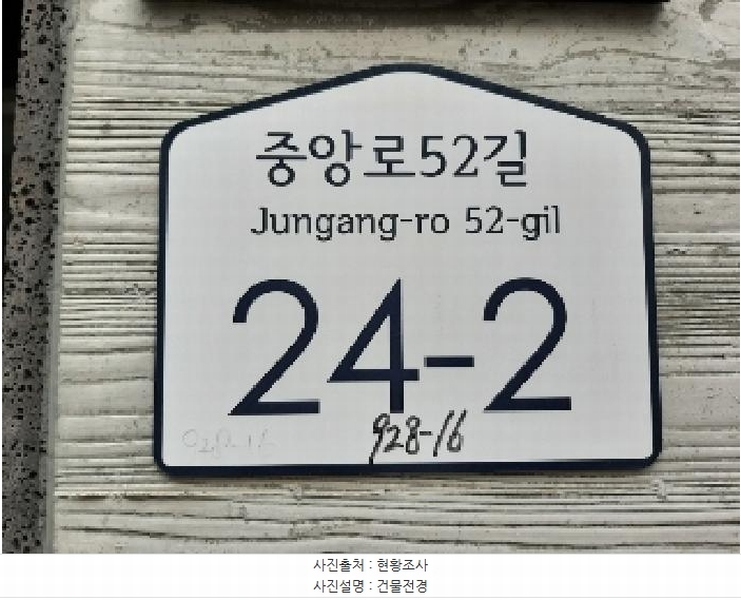 중앙로52길
Jungang-ro 52-gil
24-2
928-16
사진출처 : 현황조사
사진설명 : 건물전경